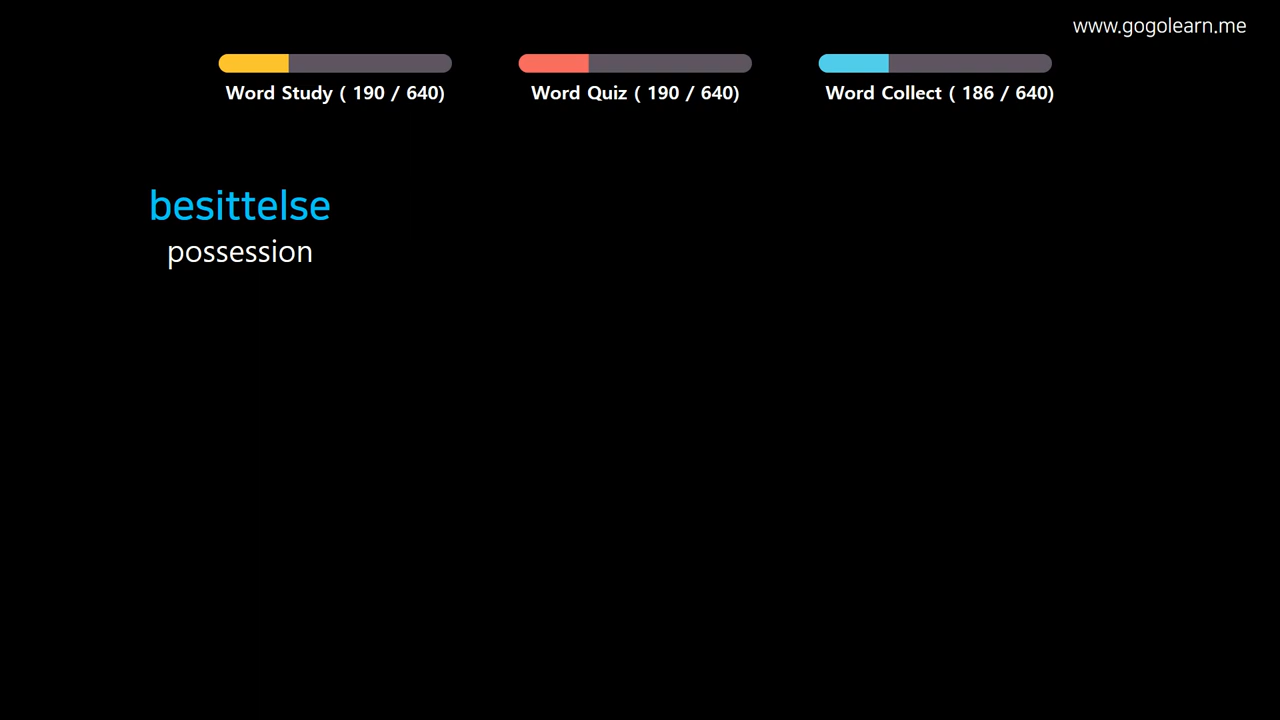 www.gogolearn.me
Word Study ( 190 / 640)
Word Quiz ( 190 / 640)
Word Collect ( 186 / 640)
besittelse
possession